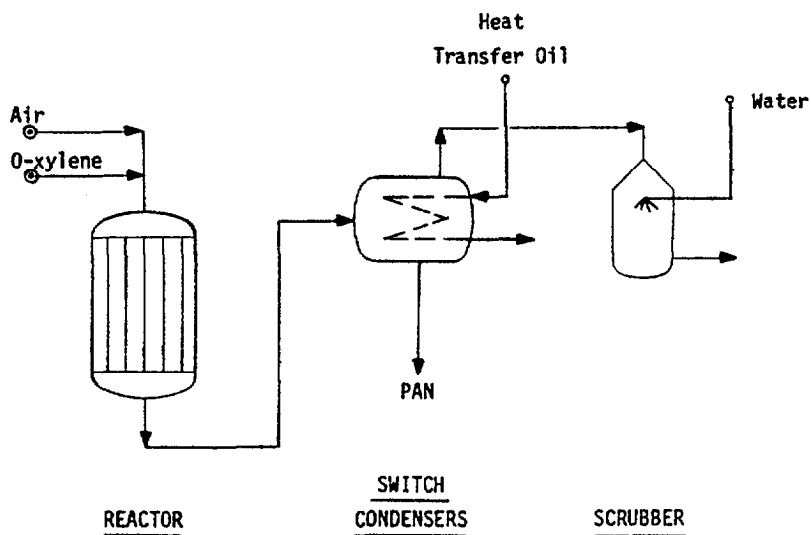 Heat
Transfer Oil
Air
O-xylene
Water
PAN
SWITCH
REACTOR
CONDENSERS
SCRUBBER